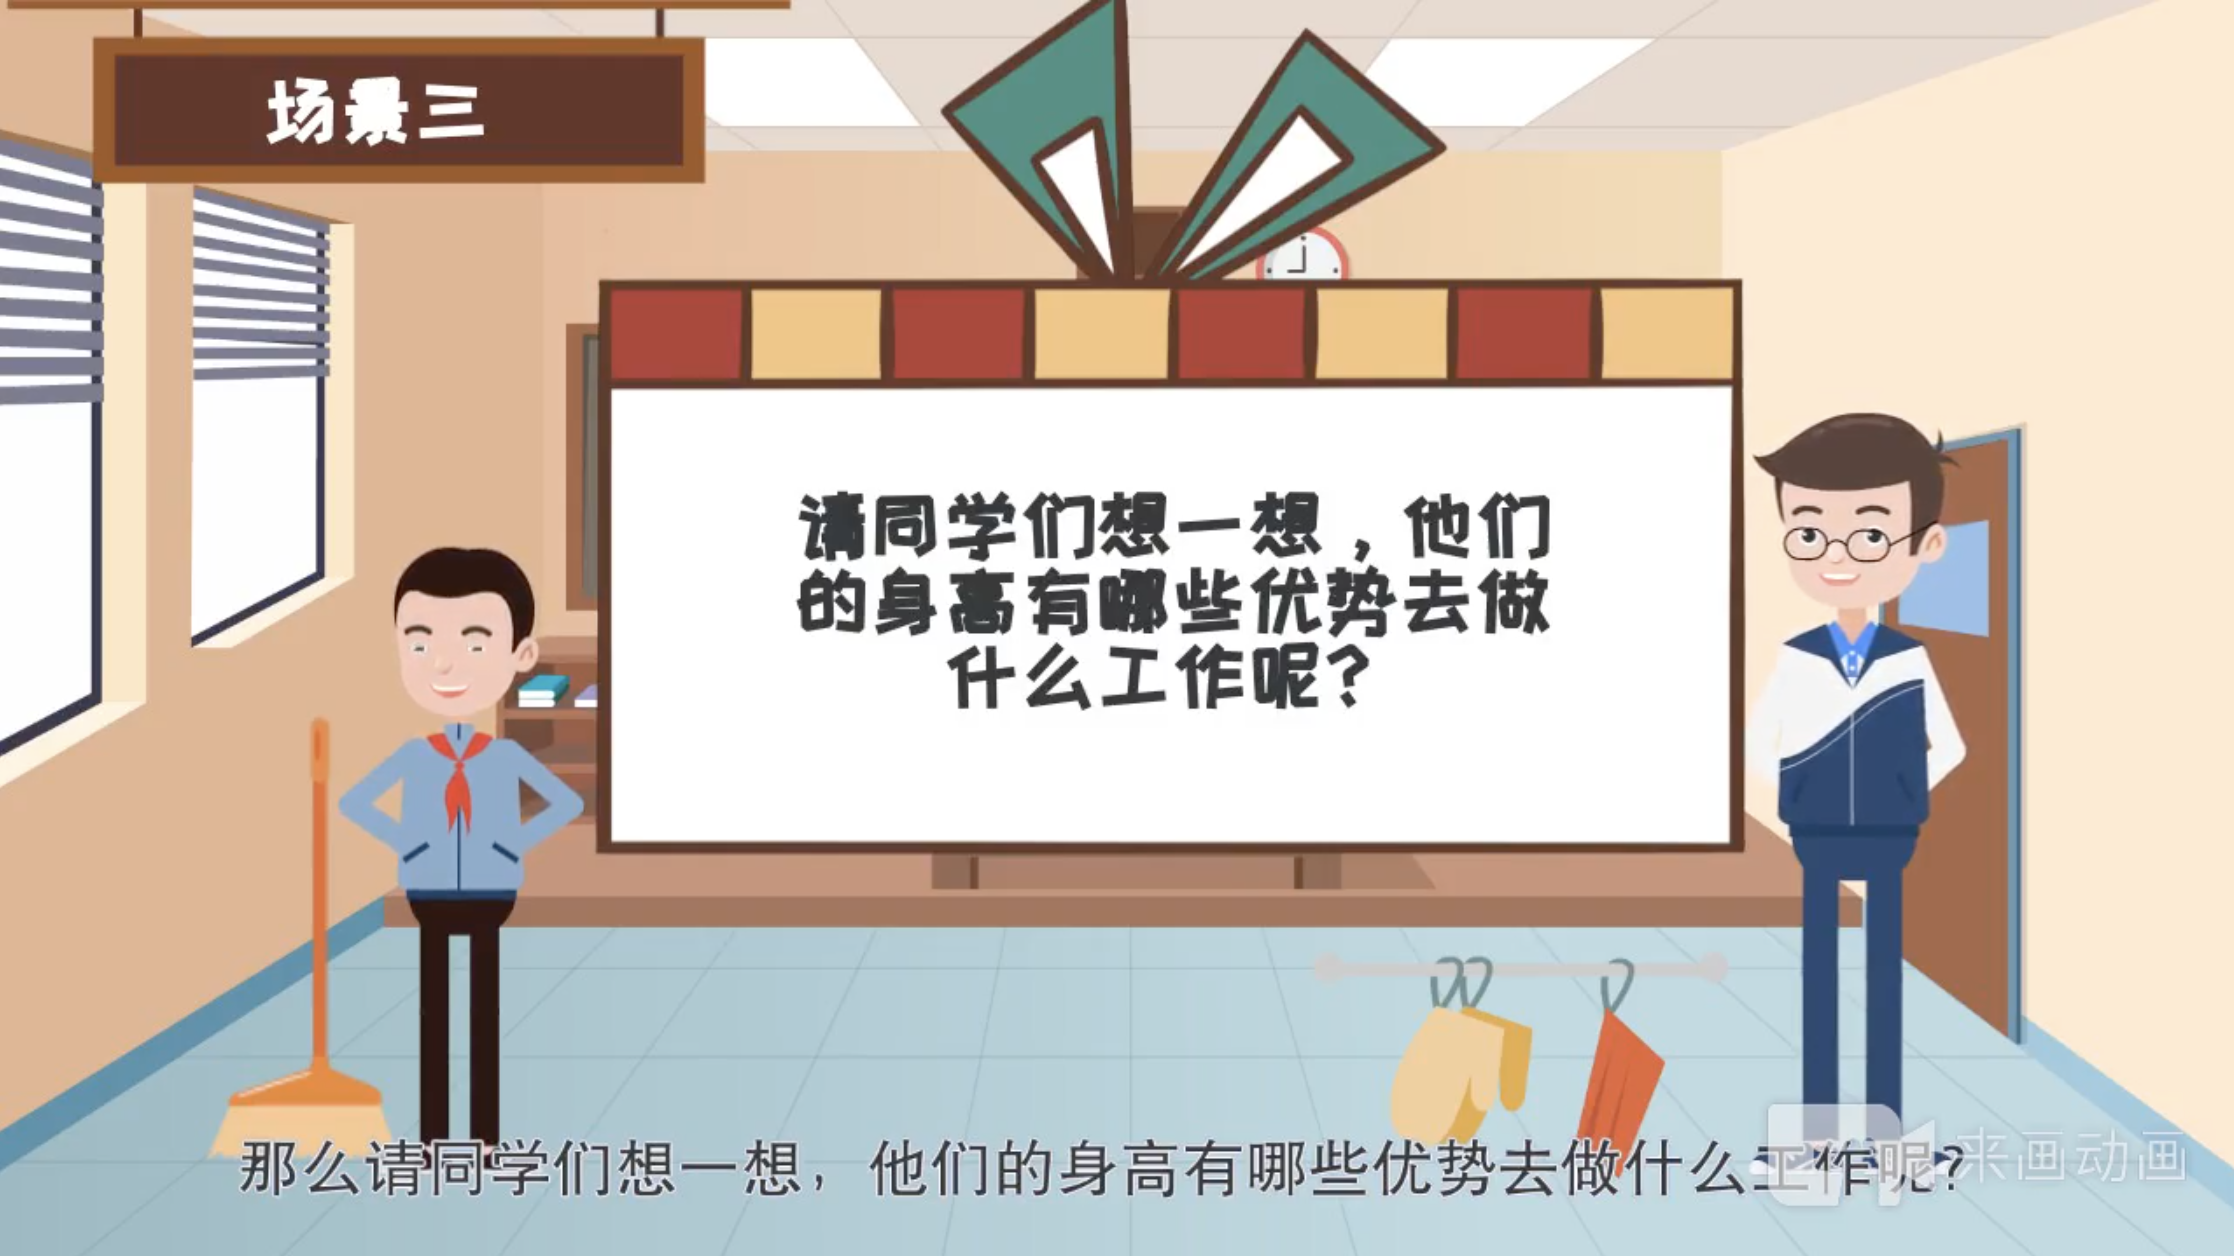 场景三
请同学们想一想，他们
的身高有哪些优势去做
什么工作呢？
那么请同学们想一想，他们的身高有哪些优势去做什么工作呢？
来画动画